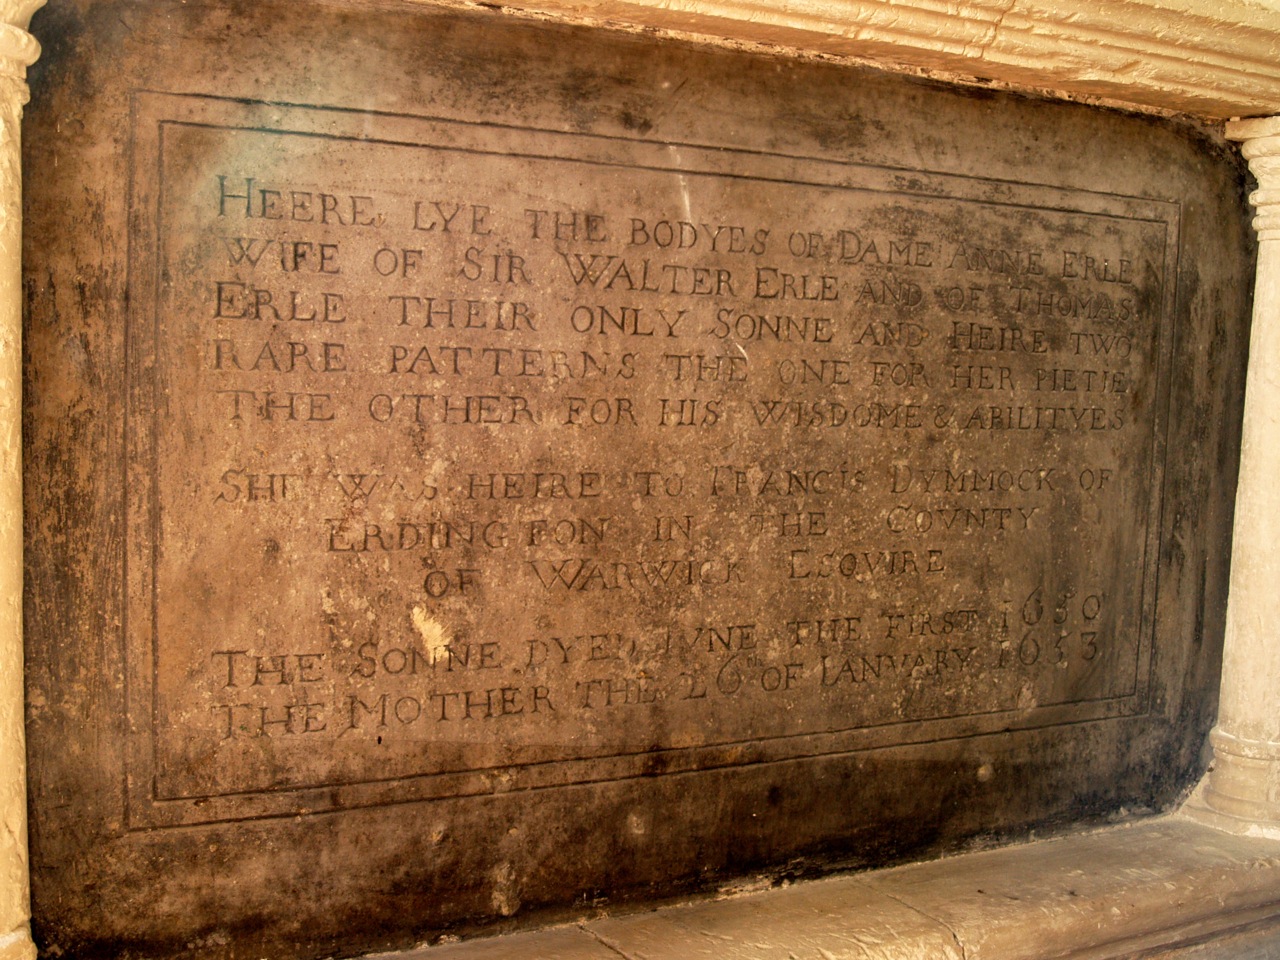 HEERE LYE THE BODYES OF DAME ANNE ERLE
WIFE OF SIR WALTER ERLE AND OF THOMAS
ERLE THEIR ONLY SONNE AND HEIRE TWO
RARE PATTERNS THE ONE FOR HER PIETIE
THE OTHER FOR HIS WISDOME & ABILITYES
SHE WAS HEIRE TO FRANCIS DYMMOCK OF
ERDINGTON IN THE COVNTY
OF WARWICK ESQVIRE
THE SONNE DYED IVNE THE FIRST 1650
THE MOTHER THE 26th OF IANVARY 1653